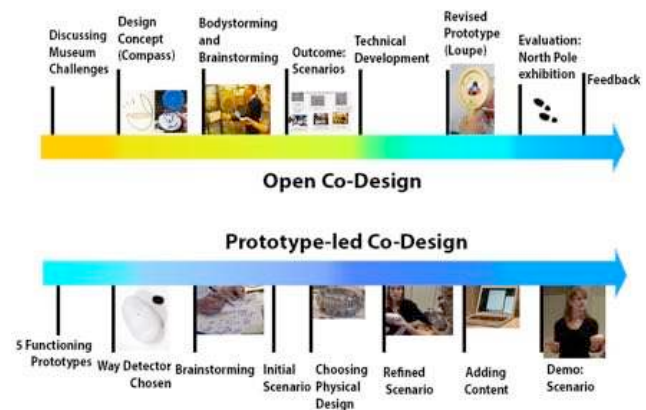 Discussing
Museum
Challenges
Design
Concept
(Compass)
Bodystorming
and
Brainstorming
Outcome:
Scenarios
Technical
Development
Revised
Prototype
(Loupe)
Evaluation:
North Pole
exhibition
Feedback
Open Co-Design
Prototype-led Co-Design
5 Functioning
Prototypes
Way Detector
Chosen
Brainstorming
Initial
Scenario
Choosing
Physical
Design
Refined
Scenario
Adding
Content
Demo:
Scenario